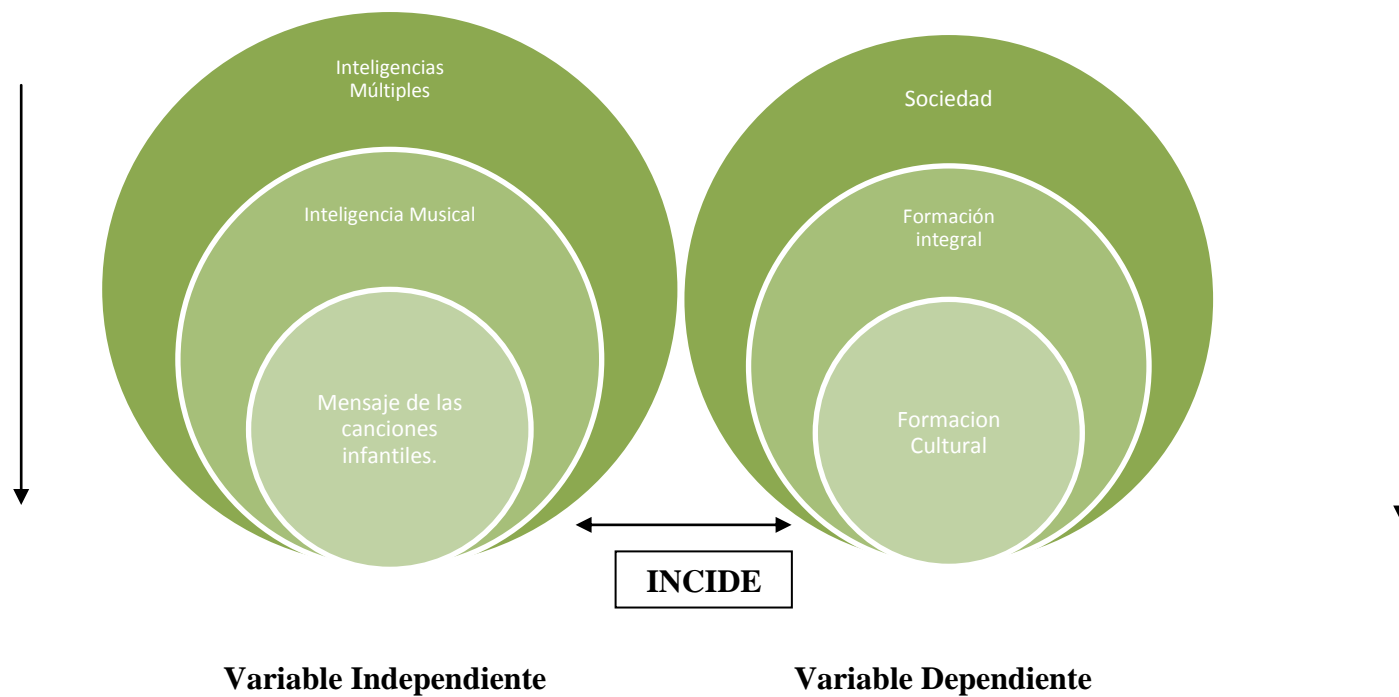 Inteligencias
Múltiples
Inteligencia Musical
Mensaje de las
canciones
infantiles.
Sociedad
Formación
integral
Formacion
Cultural
INCIDE
Variable Independiente
Variable Dependiente